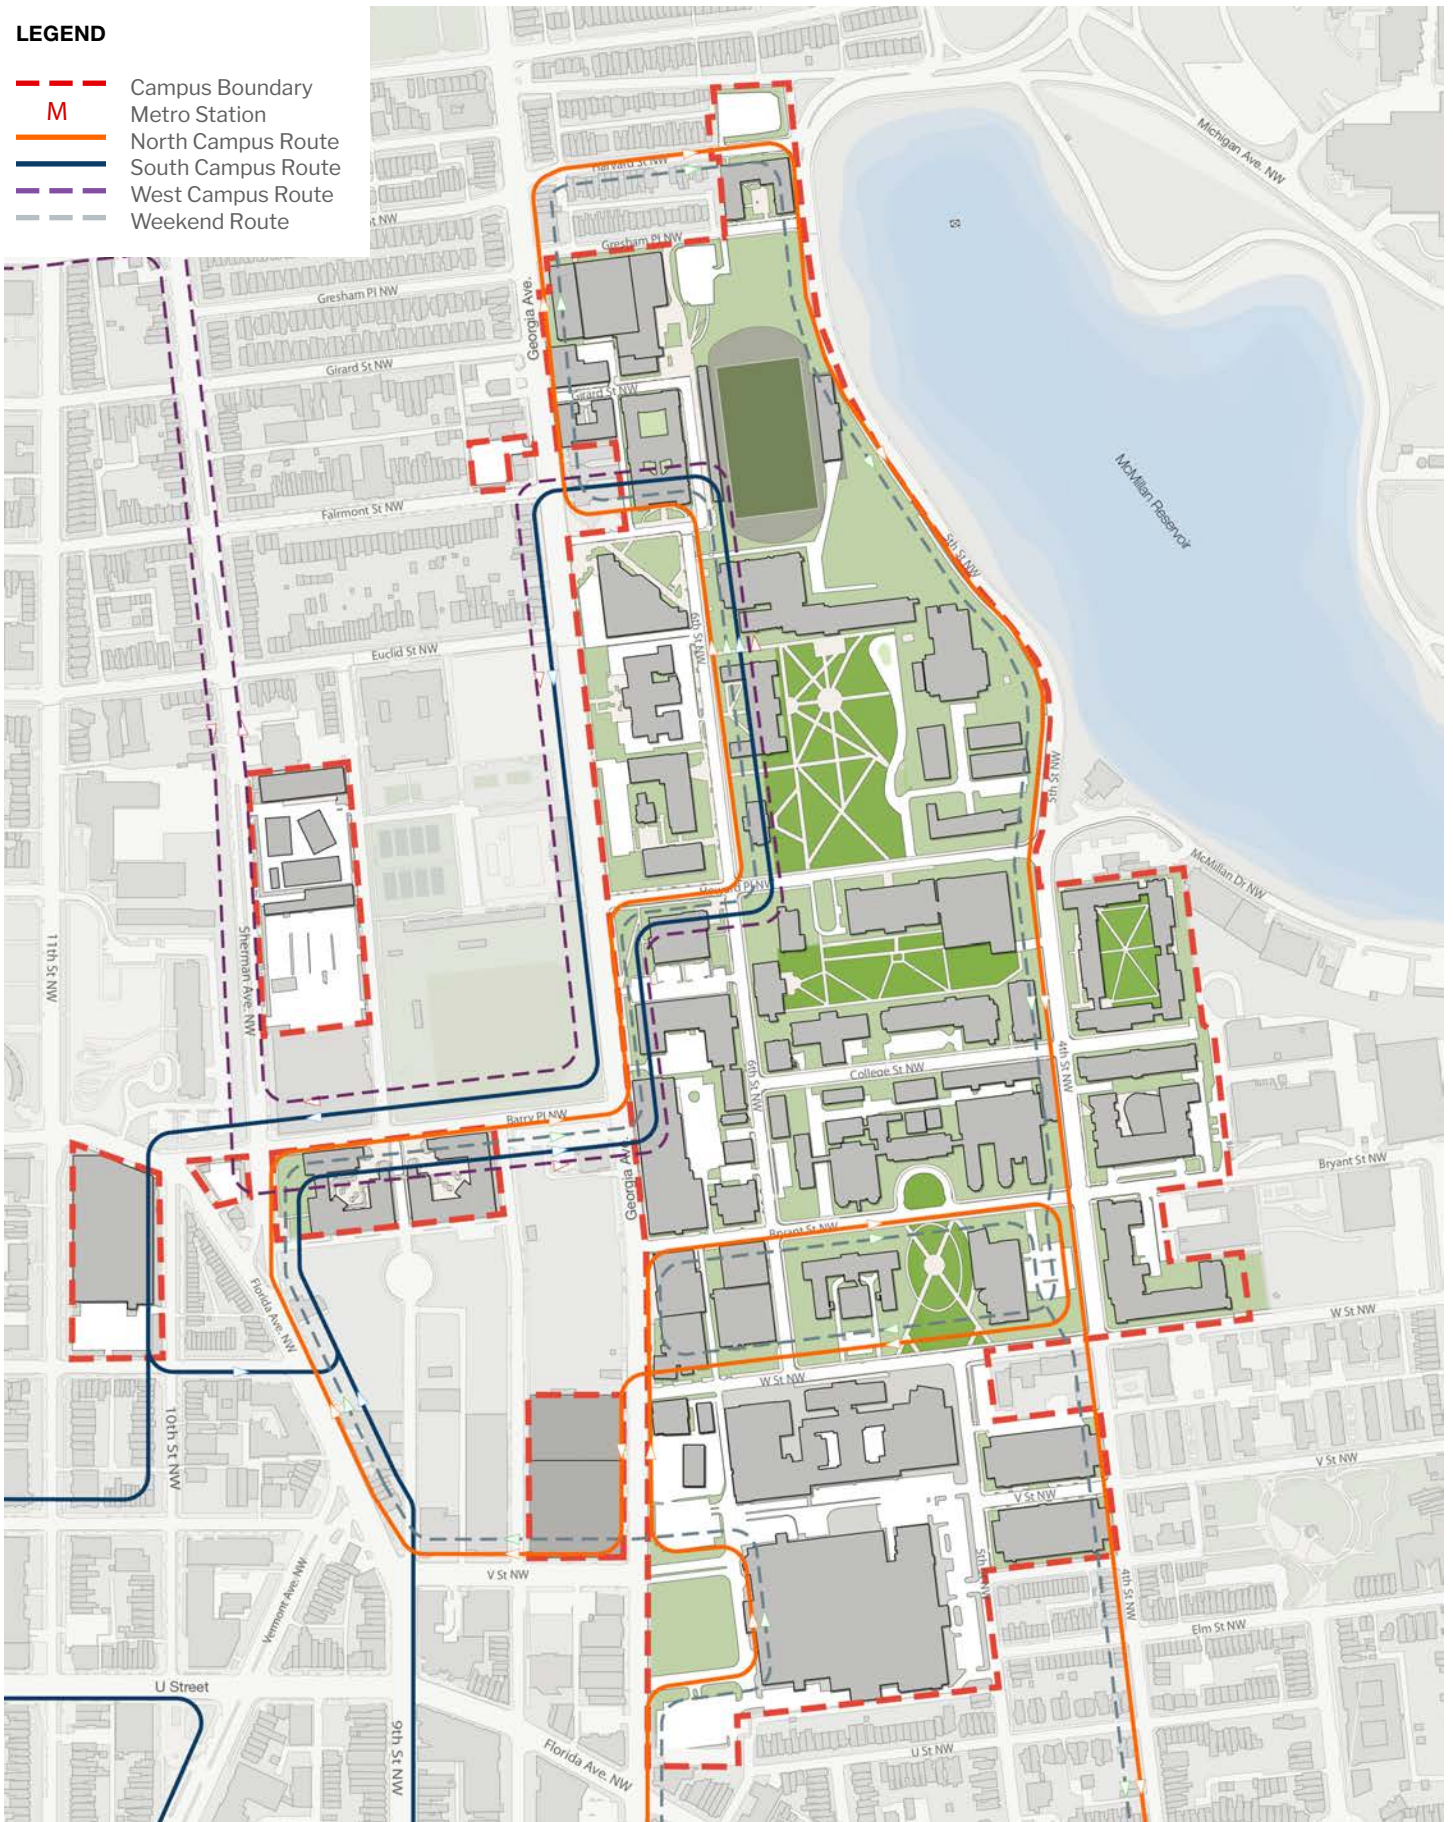 LEGEND
Campus Boundary
M
Metro Station
North Campus Route
South Campus Route
West Campus Route
Weekend Route
Michigan Ave. NW
Harvard St NW
NW
Gresham Pl NW
Gresham Pl NW
Georgia Ave.
Girard St NW
Girard St NW
McMillan Reservoir
Fairmont St NW
5th St NW
6th St NW
Euclid St NW
5th St NW
McMillan Dr NW
Howard Pl NW
11th St NW
Sherman Ave. NW
4th St NW
College St NW
6th St NW
Barry Pl NW
Georgia Ave.
Bryant St NW
Bryant St NW
Florida Ave. NW
W St NW
W St NW
10th St NW
V St NW
V St NW
V St NW
5th St NW
4th St NW
Vermont Ave. NW
Elm St NW
U Street
9th St NW
Florida Ave. NW
U St NW